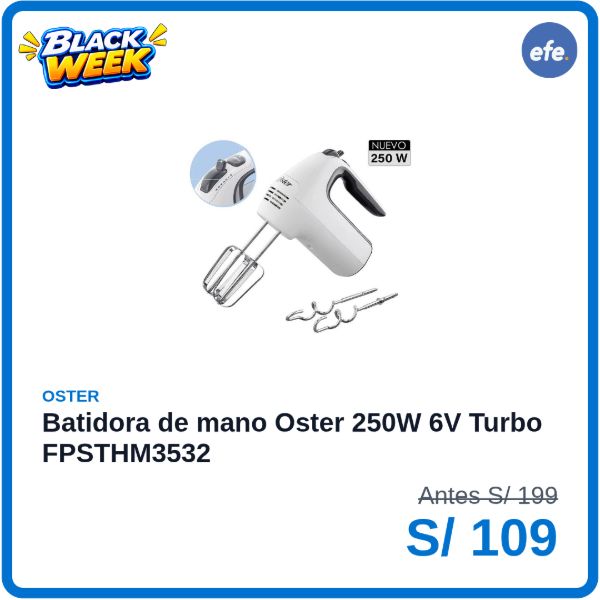 BLACK
WEEK
efe.
NUEVO
250 W
OSTER
Batidora de mano Oster 250W 6V Turbo
FPSTHM3532
Antes S/ 199
S/ 109